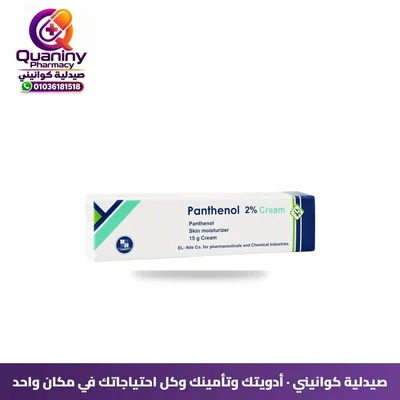 Quaniny
Pharmacy
صيدلية كوانيني
01036181518
Panthenol 2% Cream
Panthenol
Skin moisturizer
15 g Cream
EL- Nile Co. for pharmaceuticals and Chemical Industries
صيدلية كوانيني - أدويتك وتأمينك وكل احتياجاتك في مكان واحد